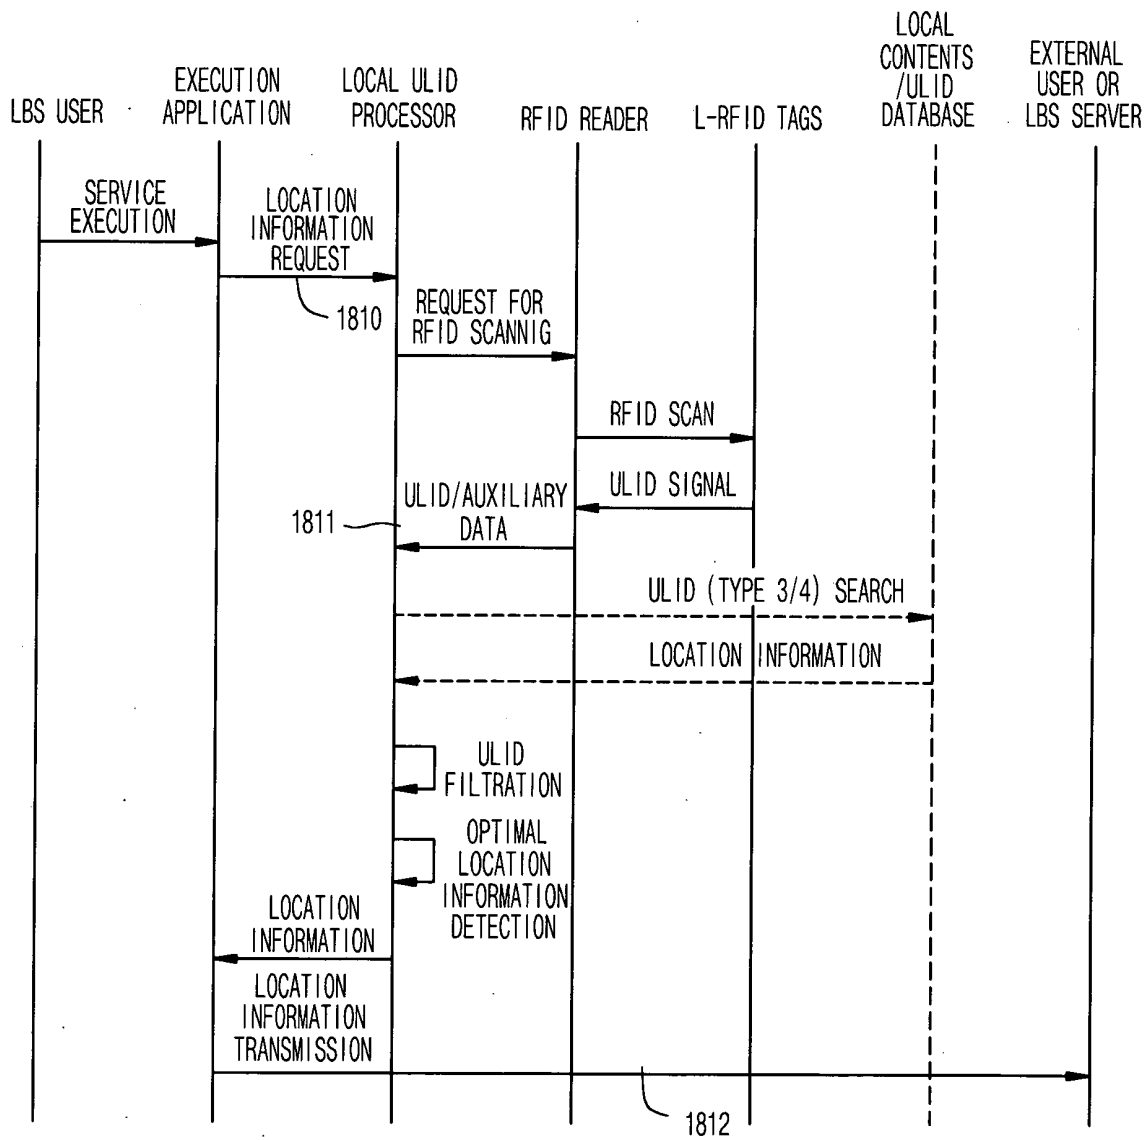 LBS USER
EXECUTION
APPLICATION
LOCAL ULID
PROCESSOR
RFID READER
L-RFID TAGS
LOCAL
CONTENTS
/ULID
DATABASE
EXTERNAL
USER OR
LBS SERVER
SERVICE
EXECUTION
LOCATION
INFORMATION
REQUEST
1810
REQUEST FOR
RFID SCANNIG
RFID SCAN
ULID SIGNAL
ULID/AUXILIARY
DATA
1811
ULID (TYPE 3/4) SEARCH
LOCATION INFORMATION
ULID
FILTRATION
OPTIMAL
LOCATION
INFORMATION
DETECTION
LOCATION
INFORMATION
LOCATION
INFORMATION
TRANSMISSION
1812